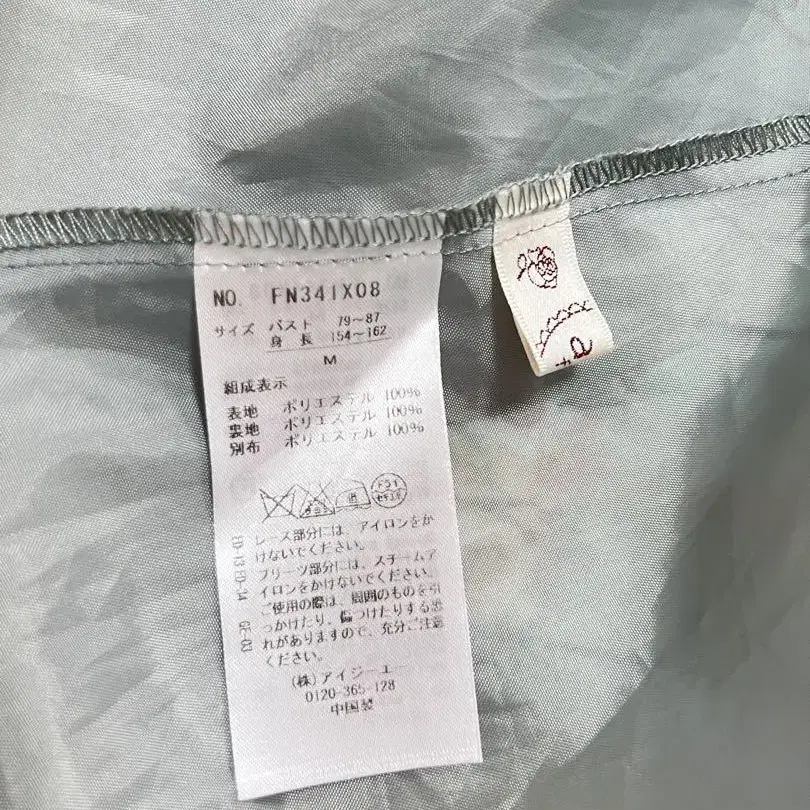 NO. FN341X08
サイズ バスト 79~87
身長 154~162
M
組成表示
表地 ポリエステル 100%
裏地 ポリエステル 100%
別布 ポリエステル 100%
ドライ
セキユ系
レース部分には、アイロンをか
けないでください。
プリーツ部分には、スチームア
イロンをかけないでください。
ご使用の際は、周囲のものを引
っかけたり、傷つけたりする恐
れがありますので、充分ご注意
ください。
(株)アイジーエー
0120-365-128
中国製